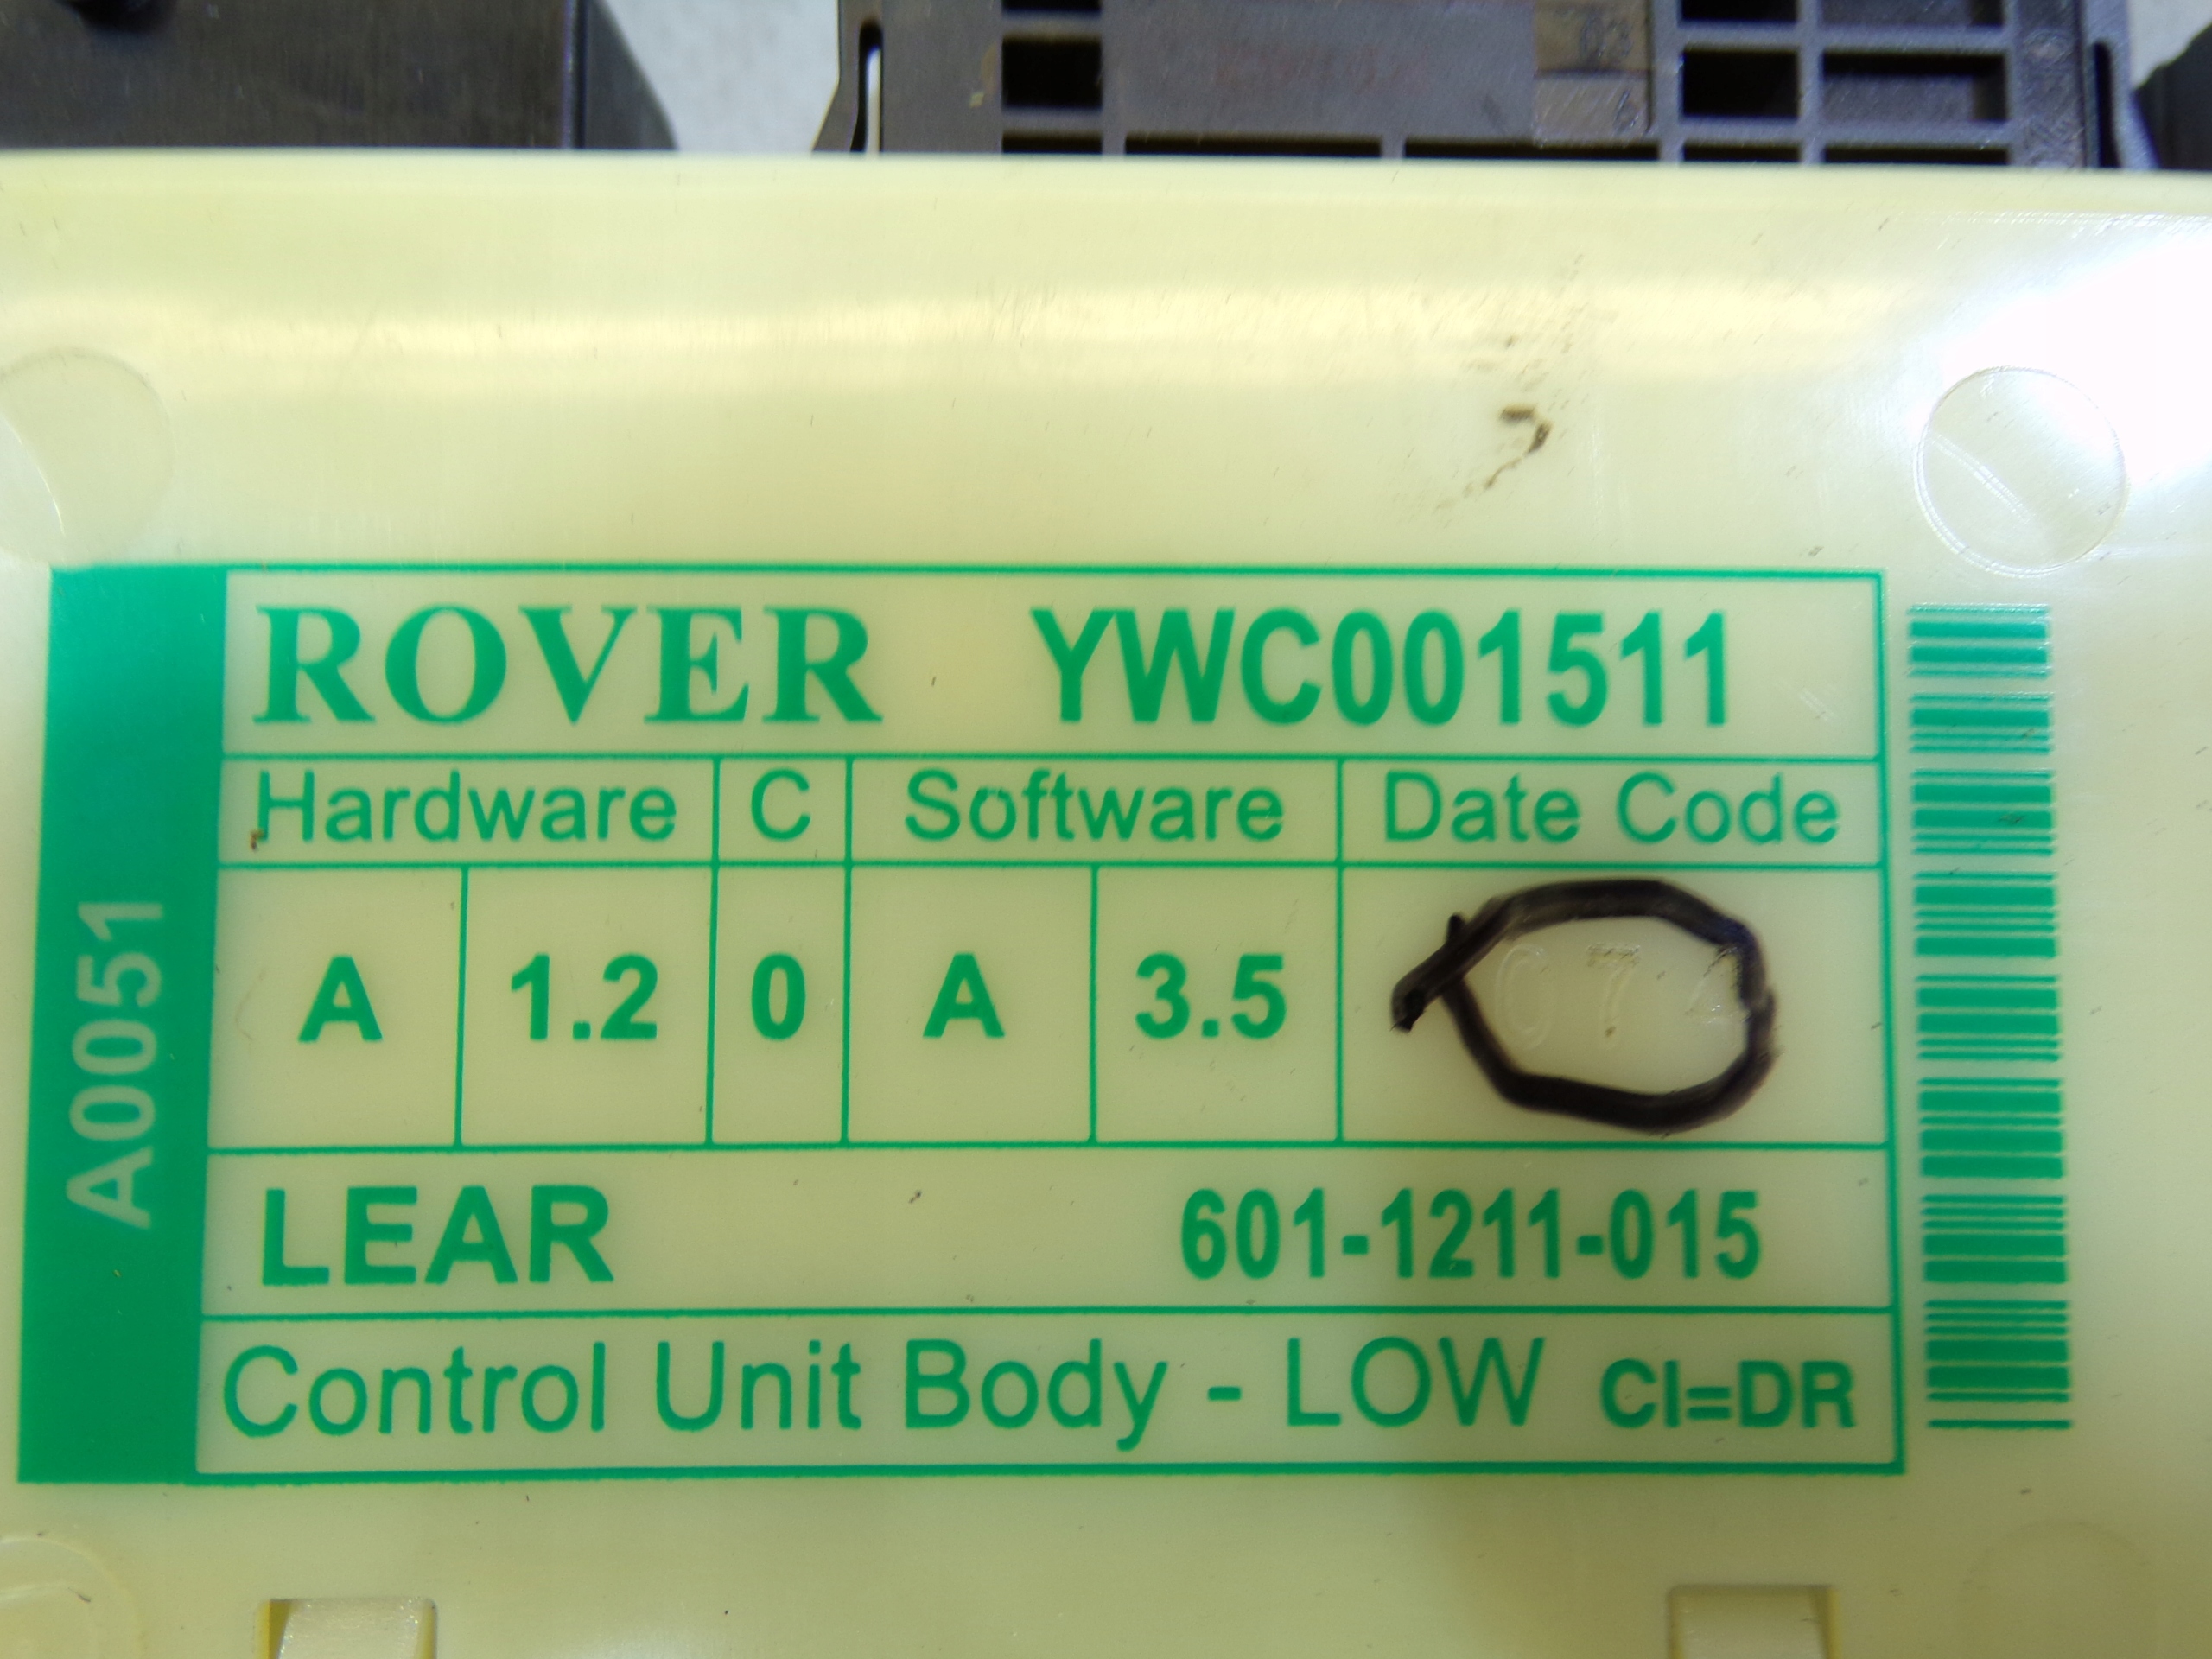 ROVER YWC001511
Hardware C Software Date Code
A 1.2 0 A 3.5 074
LEAR 601-1211-015
Control Unit Body - LOW CI=DR
A0051